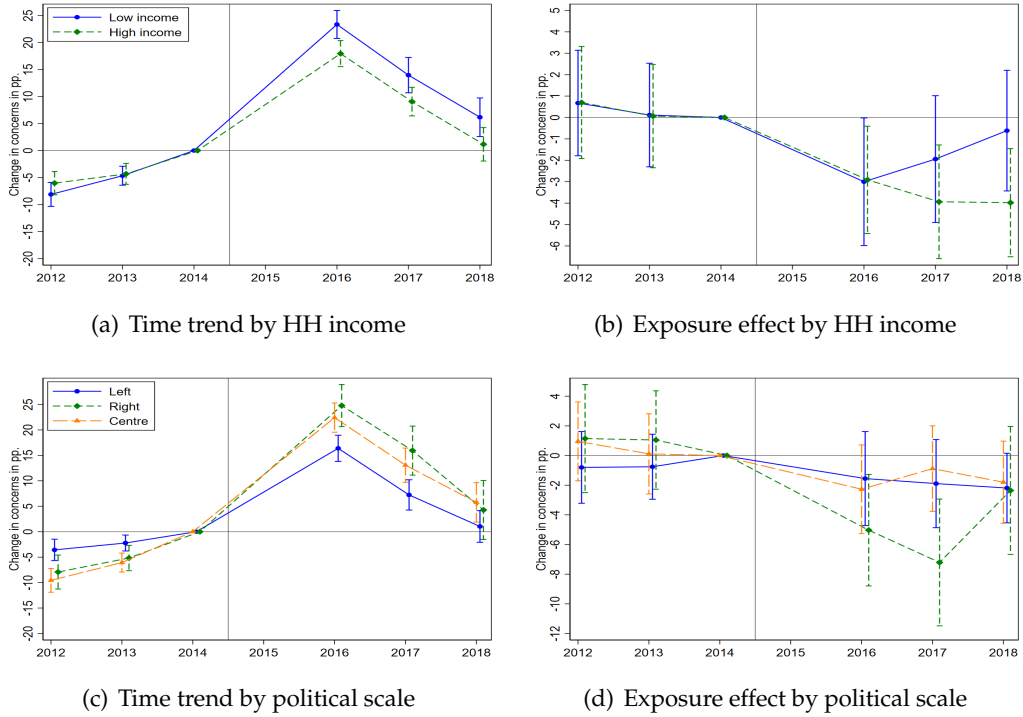 Low income
High income
Change in concerns in pp.
25
20
15
10
5
0
-5
-10
-15
-20
2012 2013 2014 2015 2016 2017 2018
(a) Time trend by HH income
Change in concerns in pp.
5
4
3
2
1
0
-1
-2
-3
-4
-5
-6
2012 2013 2014 2015 2016 2017 2018
(b) Exposure effect by HH income
Left
Right
Centre
Change in concerns in pp.
25
20
15
10
5
0
-5
-10
-15
-20
2012 2013 2014 2015 2016 2017 2018
(c) Time trend by political scale
Change in concerns in pp.
4
2
0
-2
-4
-6
-8
-10
-12
2012 2013 2014 2015 2016 2017 2018
(d) Exposure effect by political scale